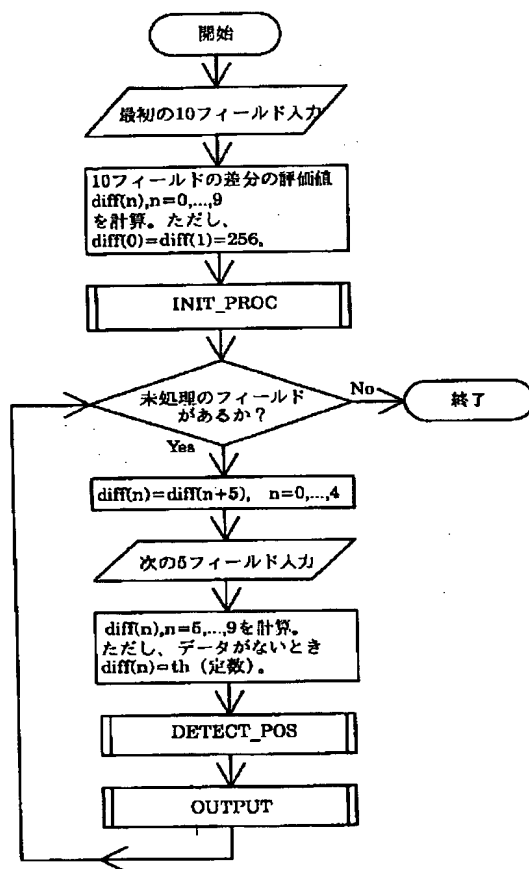 開始
最初の10フィールド入力
10フィールドの差分の評価値
diff(n),n=0,...,9
を計算。ただし、
diff(0)=diff(1)=256。
INIT_PROC
未処理のフィールド
があるか？
No
終了
Yes
diff(n)=diff(n+5), n=0,...,4
次の5フィールド入力
diff(n),n=5,...,9を計算。
ただし、データがないとき
diff(n)=th（定数）。
DETECT_POS
OUTPUT